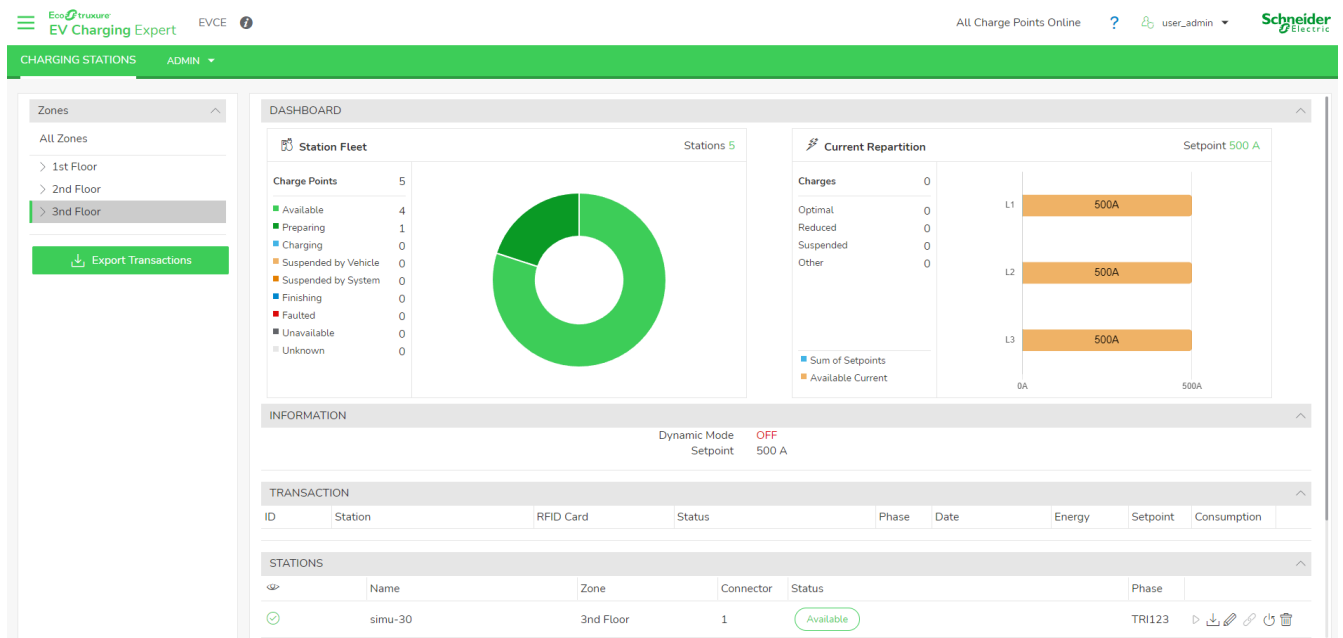 EcoStruxure
EV Charging Expert
EVCE
All Charge Points Online
?
user_admin
Schneider
Electric
CHARGING STATIONS
ADMIN
Zones
All Zones
1st Floor
2nd Floor
3nd Floor
Export Transactions
DASHBOARD
Station Fleet
Stations 5
Charge Points 5
Available 4
Preparing 1
Charging 0
Suspended by Vehicle 0
Suspended by System 0
Finishing 0
Faulted 0
Unavailable 0
Unknown 0
Current Repartition
Setpoint 500 A
Charges 0
Optimal 0
Reduced 0
Suspended 0
Other 0
Sum of Setpoints
Available Current
L1 500A
L2 500A
L3 500A
0A 500A
INFORMATION
Dynamic Mode OFF
Setpoint 500 A
TRANSACTION
ID Station RFID Card Status Phase Date Energy Setpoint Consumption
STATIONS
Name Zone Connector Status Phase
simu-30 3nd Floor 1 Available TRI123